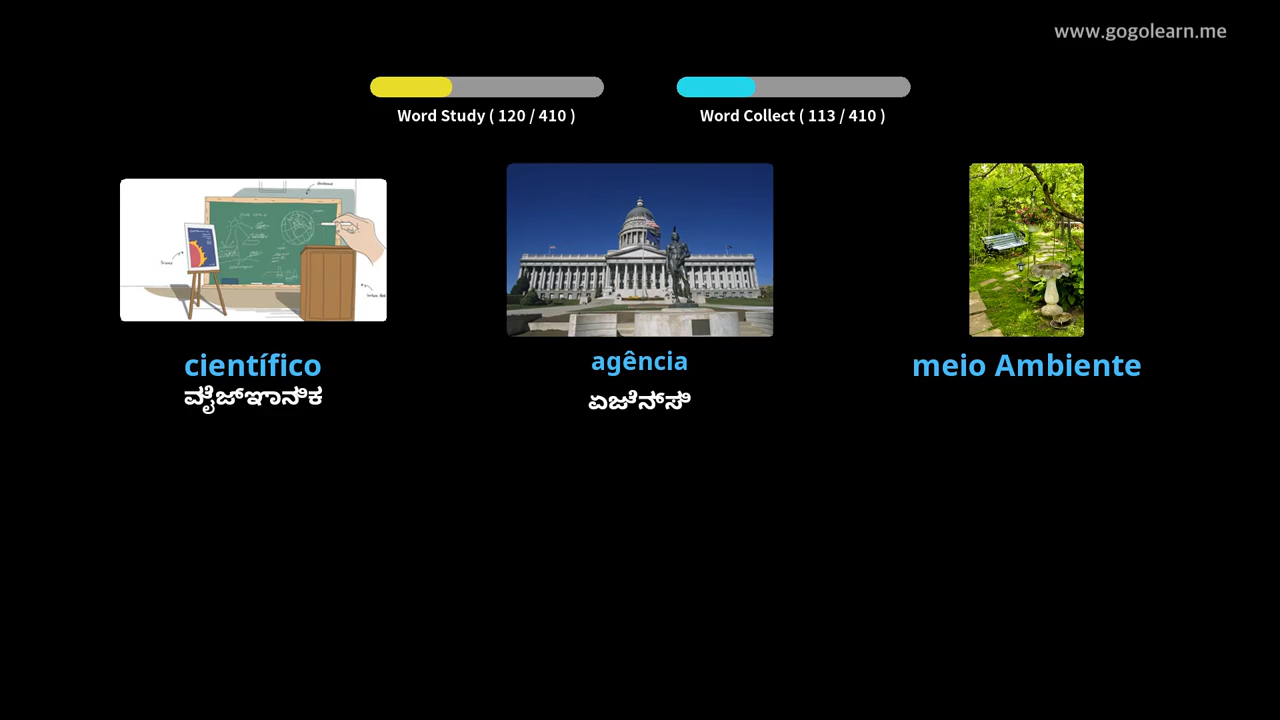 www.gogolearn.me
Word Study ( 120 / 410 )
Word Collect ( 113 / 410 )
científico
ವೈಜ್ಞಾನಿಕ
agência
ಏಜೆನ್ಸಿ
meio Ambiente